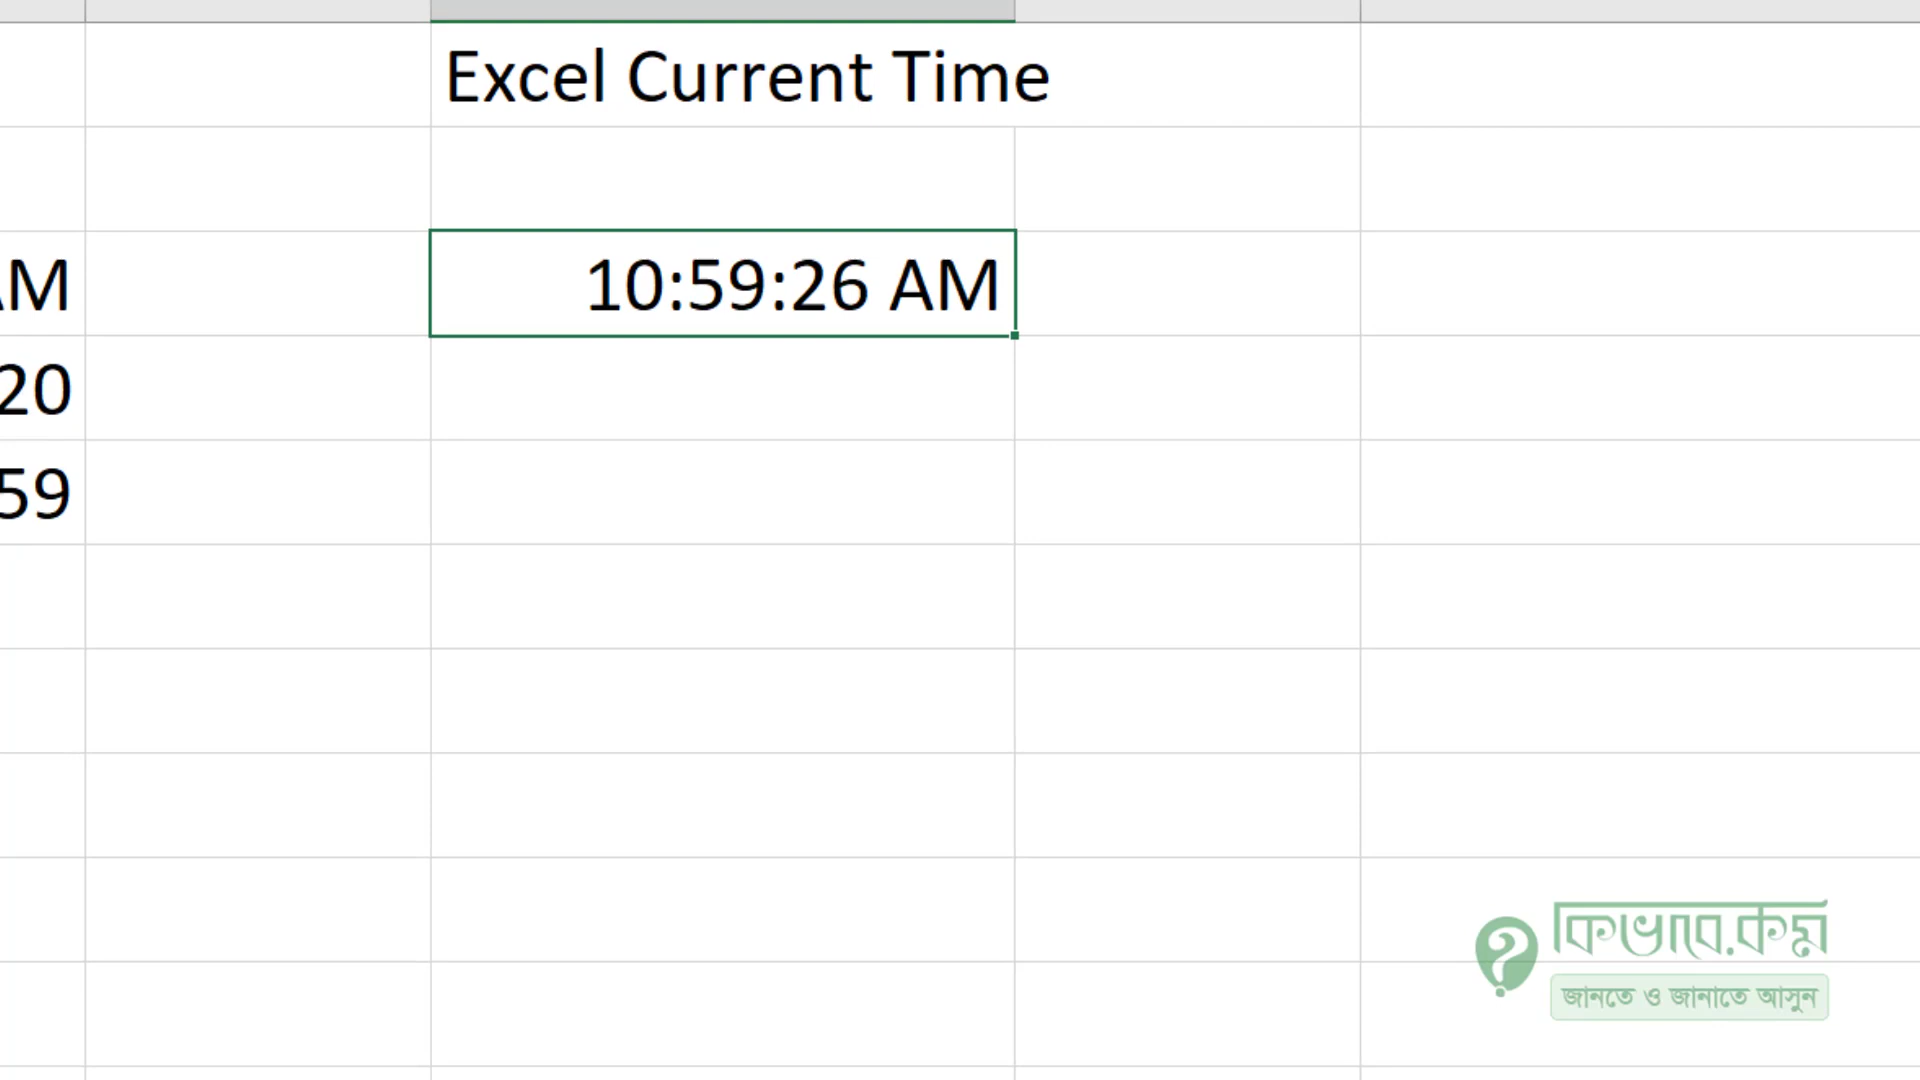 Excel Current Time
AM 10:59:26 AM
20
59
কিভাবে.কম
জানতে ও জানাতে আসুন